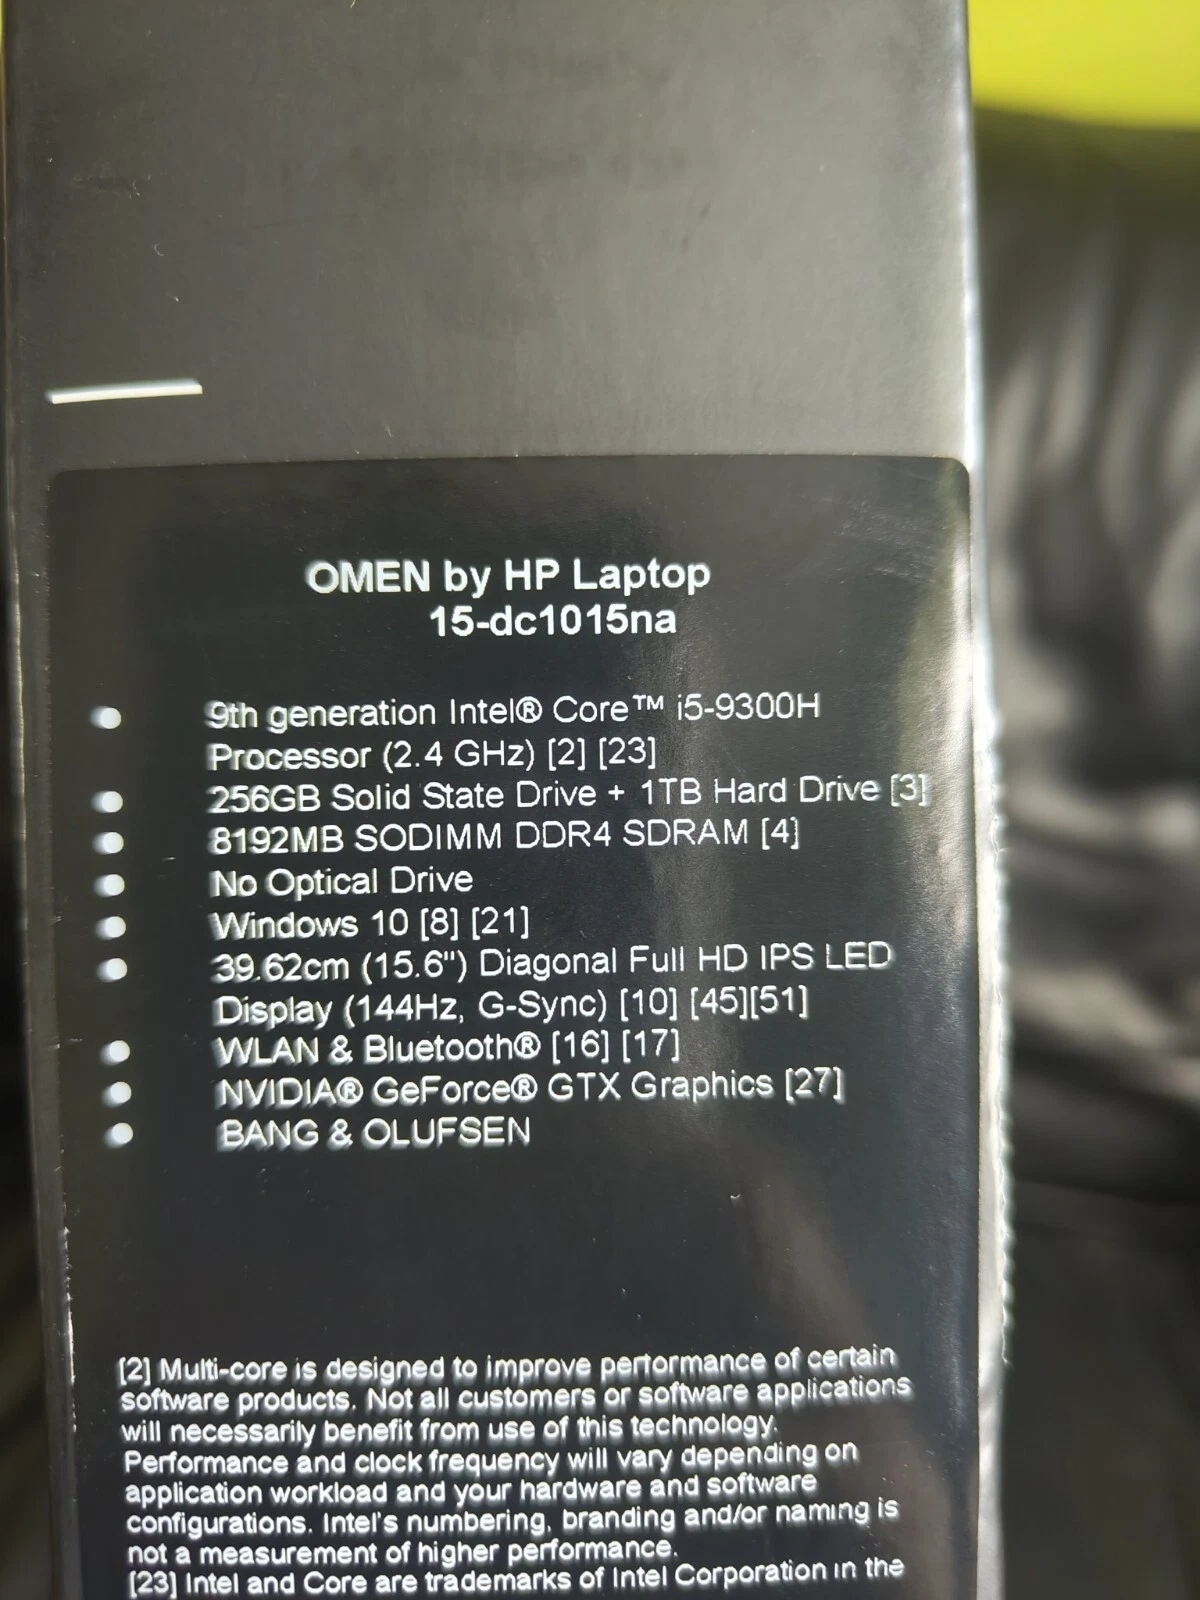 OMEN by HP Laptop
15-dc1015na
• 9th generation Intel® Core™ i5-9300H
Processor (2.4 GHz) [2] [23]
• 256GB Solid State Drive + 1TB Hard Drive [3]
• 8192MB SODIMM DDR4 SDRAM [4]
• No Optical Drive
• Windows 10 [8] [21]
• 39.62cm (15.6") Diagonal Full HD IPS LED
Display (144Hz, G-Sync) [10] [45][51]
• WLAN & Bluetooth® [16] [17]
• NVIDIA® GeForce® GTX Graphics [27]
• BANG & OLUFSEN
[2] Multi-core is designed to improve performance of certain
software products. Not all customers or software applications
will necessarily benefit from use of this technology.
Performance and clock frequency will vary depending on
application workload and your hardware and software
configurations. Intel's numbering, branding and/or naming is
not a measurement of higher performance.
[23] Intel and Core are trademarks of Intel Corporation in the